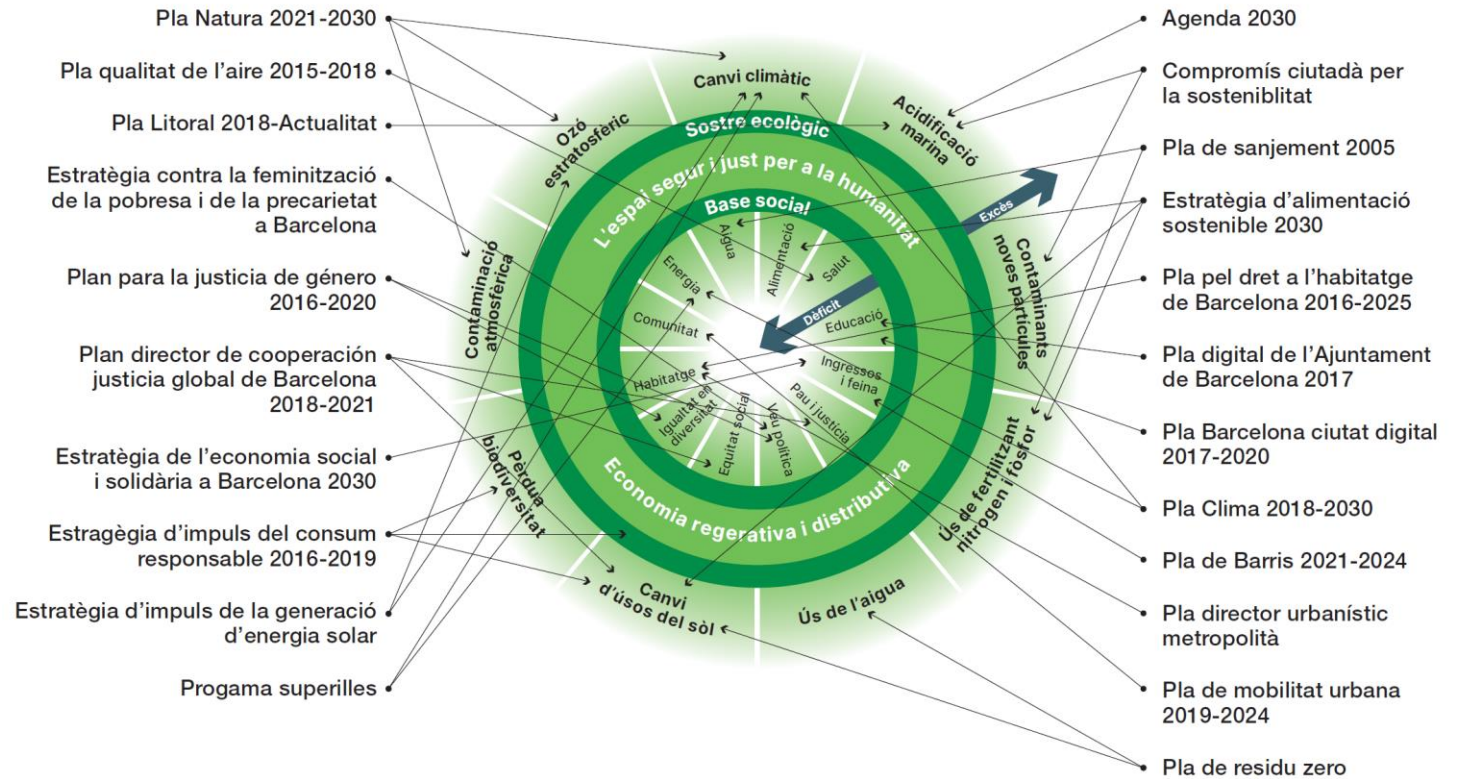 Pla Natura 2021-2030
Pla qualitat de l’aire 2015-2018
Pla Litoral 2018-Actualitat
Estratègia contra la feminització
de la pobresa i de la precarietat
a Barcelona
Plan para la justicia de género
2016-2020
Plan director de cooperación
justicia global de Barcelona
2018-2021
Estratègia de l’economia social
i solidària a Barcelona 2030
Estragègia d’impuls del consum
responsable 2016-2019
Estratègia d’impuls de la generació
d’energia solar
Progama superilles
Canvi climàtic
Acidificació
marina
Contaminants
noves partícules
Ús de fertilitzant
nitrogen i fòsfor
Ús de l’aigua
Canvi
d’úsos del sòl
Pèrdua
biodiversitat
Contaminació
atmosfèrica
Ozó
estratosfèric
Sostre ecològic
L’espai segur i just per a la humanitat
Base social
Economia regerativa i distributiva
Excès
Dèficit
Aigua
Alimentació
Salut
Educació
Ingressos
i feina
Pau i justícia
Veu política
Equitat social
Igualtat en
diversitat
Habitatge
Comunitat
Energia
Agenda 2030
Compromís ciutadà per
la sosteniblitat
Pla de sanjement 2005
Estratègia d’alimentació
sostenible 2030
Pla pel dret a l’habitatge
de Barcelona 2016-2025
Pla digital de l’Ajuntament
de Barcelona 2017
Pla Barcelona ciutat digital
2017-2020
Pla Clima 2018-2030
Pla de Barris 2021-2024
Pla director urbanístic
metropolità
Pla de mobilitat urbana
2019-2024
Pla de residu zero